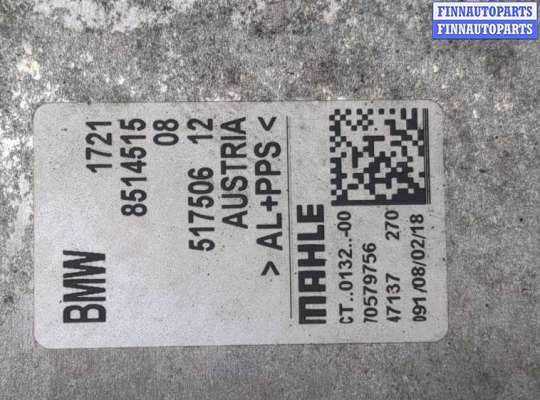 FINNAUTOPARTS
FINNAUTOPARTS
BMW 1721
8514515
08
517506 12
AUSTRIA
> AL+PPS <
MAHLE
CT..0132..-00
70579756
47137 270
091/08/02/18